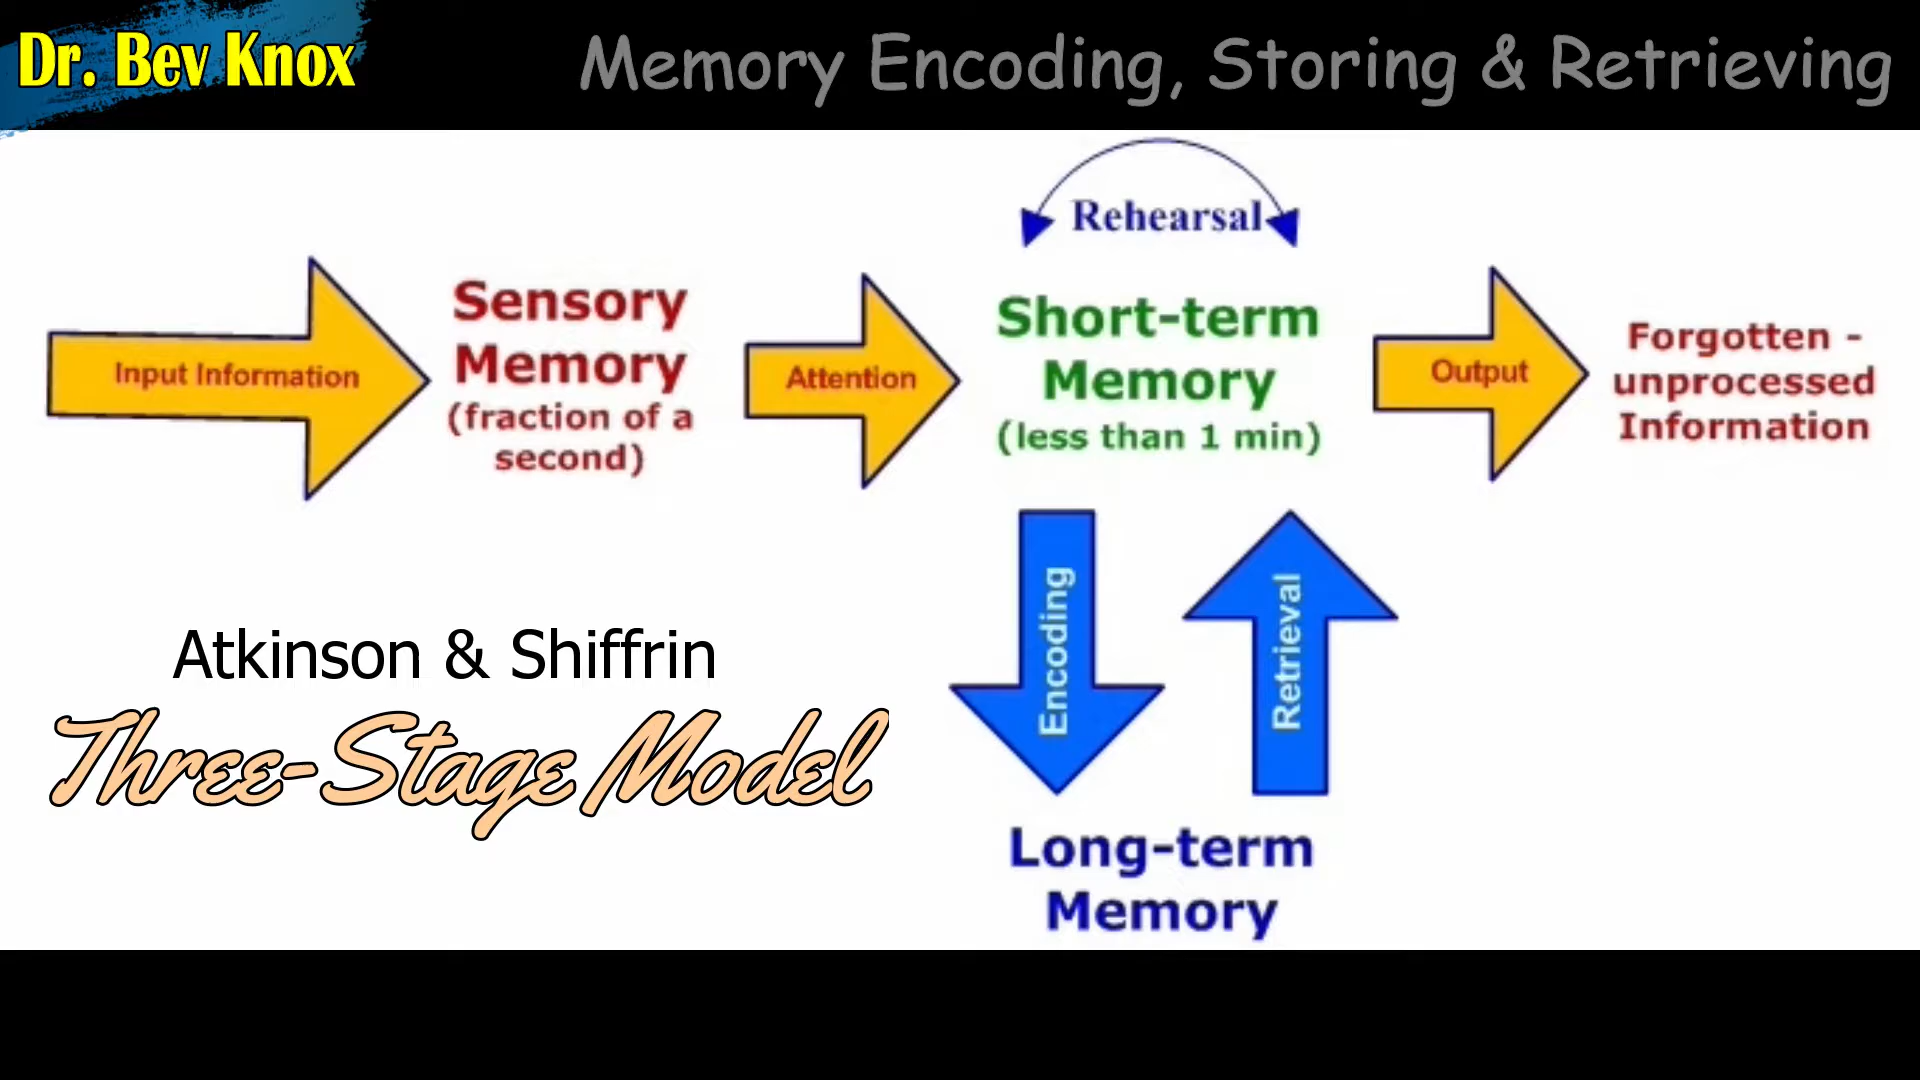 Dr. Bev Knox
Memory Encoding, Storing & Retrieving
Rehearsal
Input Information
Sensory
Memory
(fraction of a
second)
Attention
Short-term
Memory
(less than 1 min)
Output
Forgotten -
unprocessed
Information
Encoding
Retrieval
Atkinson & Shiffrin
Three-Stage Model
Long-term
Memory